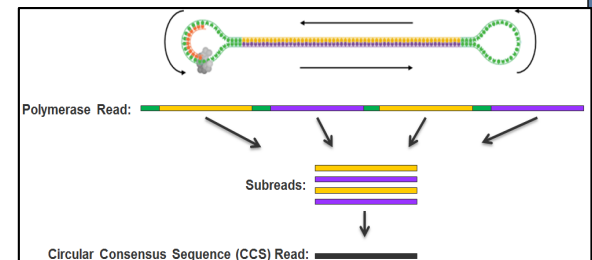 Polymerase Read:
Subreads:
Circular Consensus Sequence (CCS) Read: